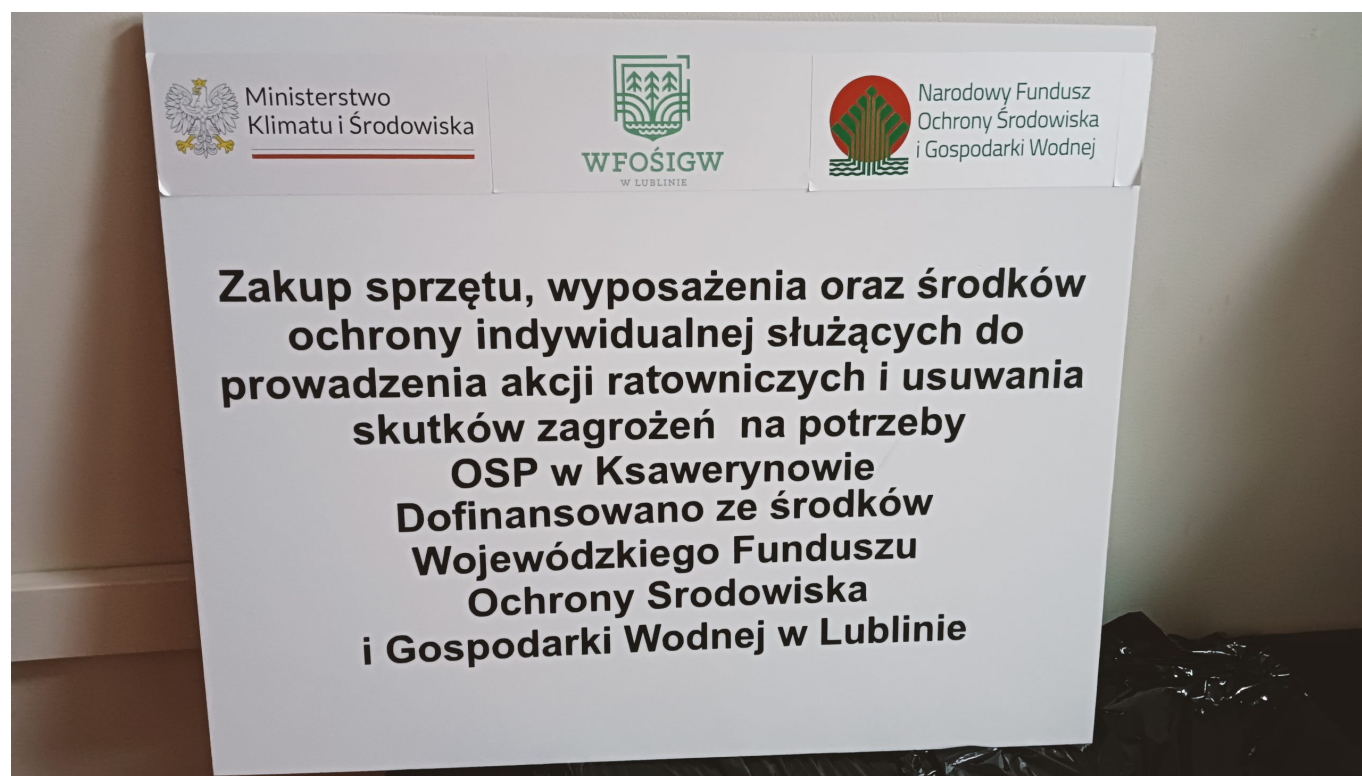 Ministerstwo
Klimatu i Środowiska
WFOŚIGW
W LUBLINIE
Narodowy Fundusz
Ochrony Środowiska
i Gospodarki Wodnej
Zakup sprzętu, wyposażenia oraz środków
ochrony indywidualnej służących do
prowadzenia akcji ratowniczych i usuwania
skutków zagrożeń na potrzeby
OSP w Ksawerynowie
Dofinansowano ze środków
Wojewódzkiego Funduszu
Ochrony Srodowiska
i Gospodarki Wodnej w Lublinie